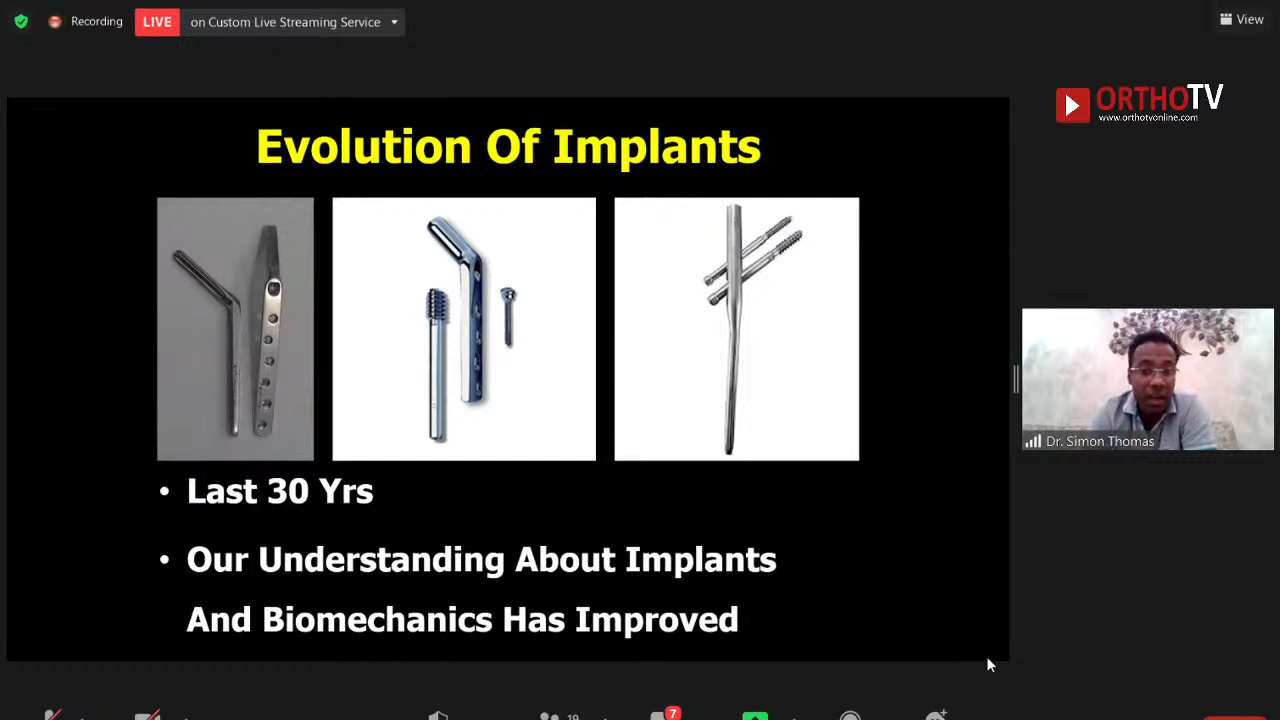 Recording
LIVE
on Custom Live Streaming Service
View
ORTHOTV
www.orthotvonline.com
Evolution Of Implants
• Last 30 Yrs
• Our Understanding About Implants
And Biomechanics Has Improved
Dr. Simon Thomas
19
7